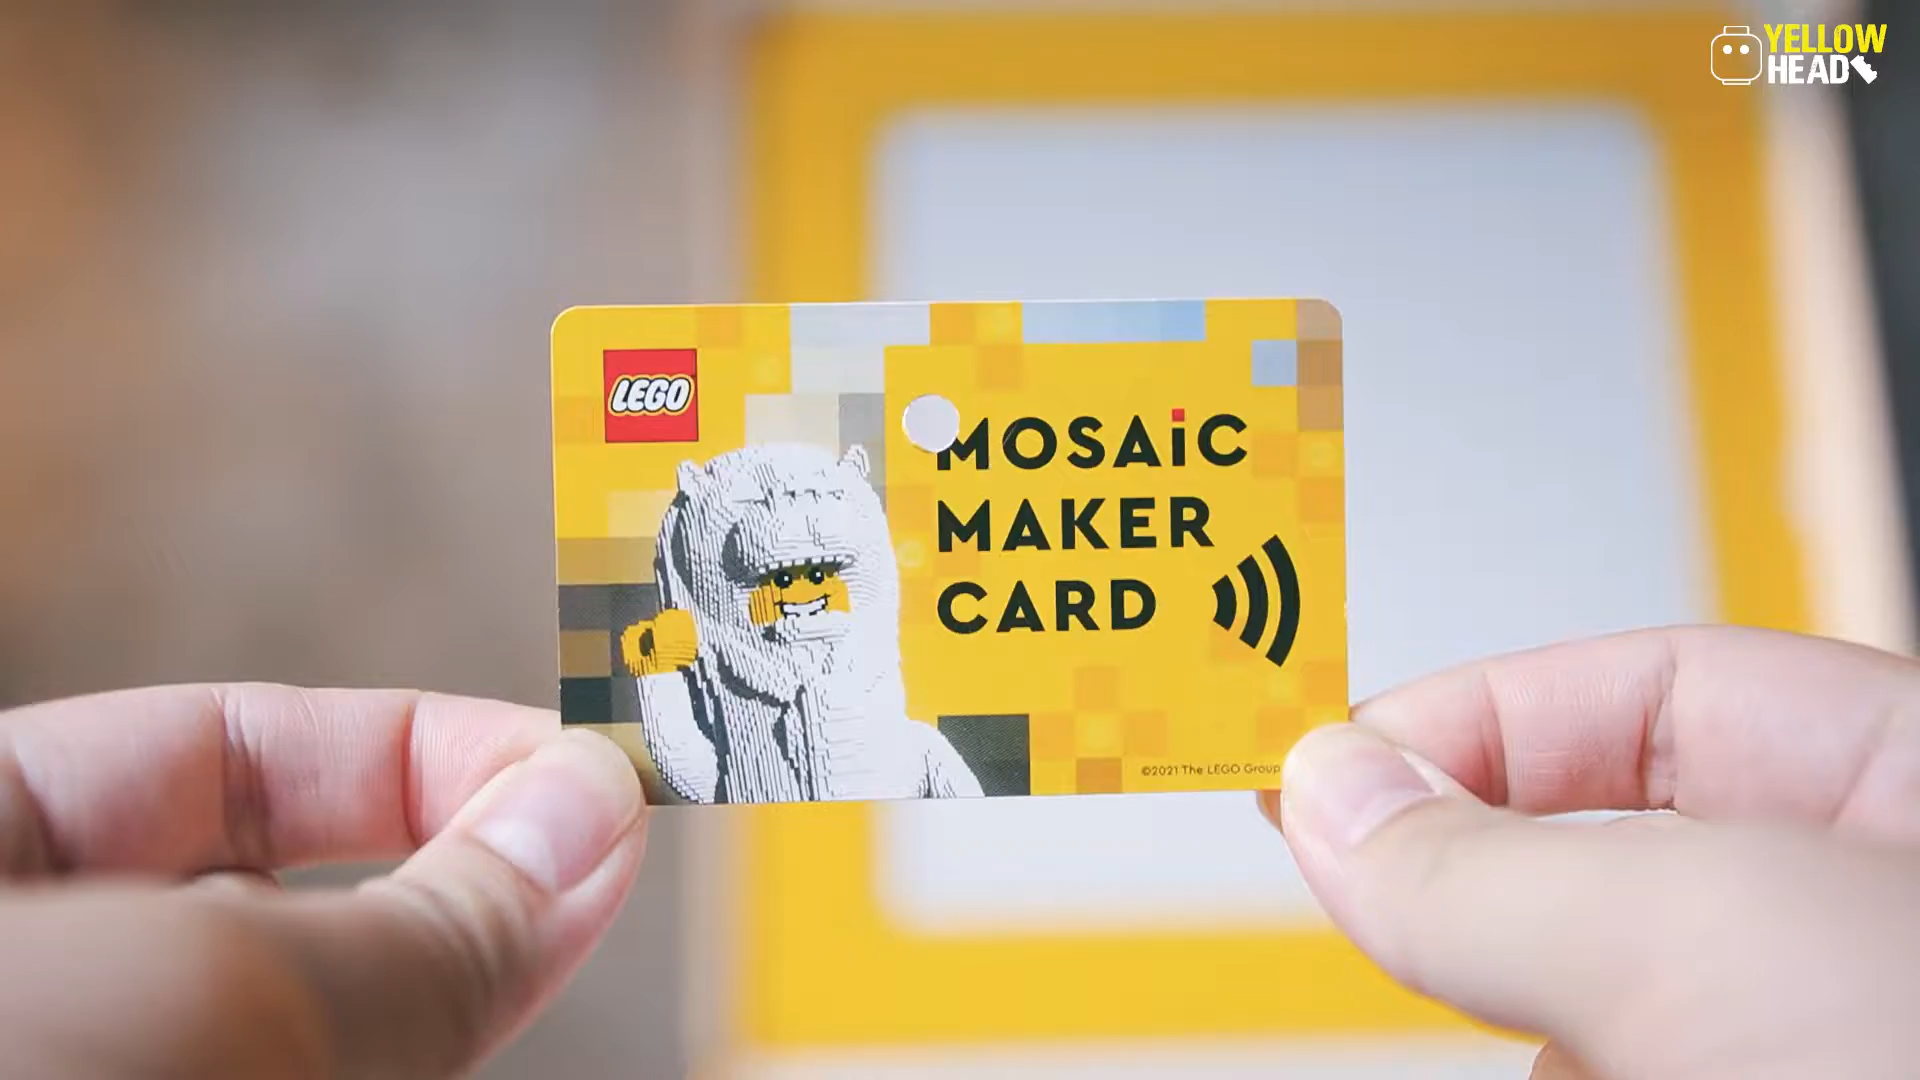 YELLOW
HEAD
LEGO
MOSAiC
MAKER
CARD
©2021 The LEGO Group